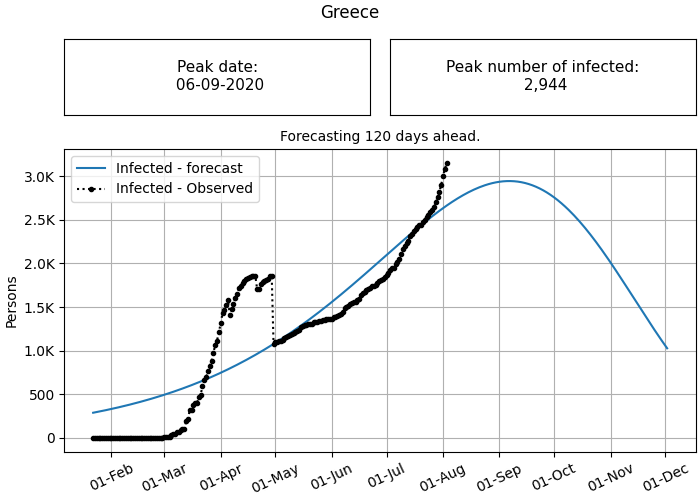 Greece
Peak date:
06-09-2020
Peak number of infected:
2,944
Forecasting 120 days ahead.
Infected - forecast
Infected - Observed
3.0K
2.5K
2.0K
1.5K
1.0K
500
0
Persons
01-Feb
01-Mar
01-Apr
01-May
01-Jun
01-Jul
01-Aug
01-Sep
01-Oct
01-Nov
01-Dec